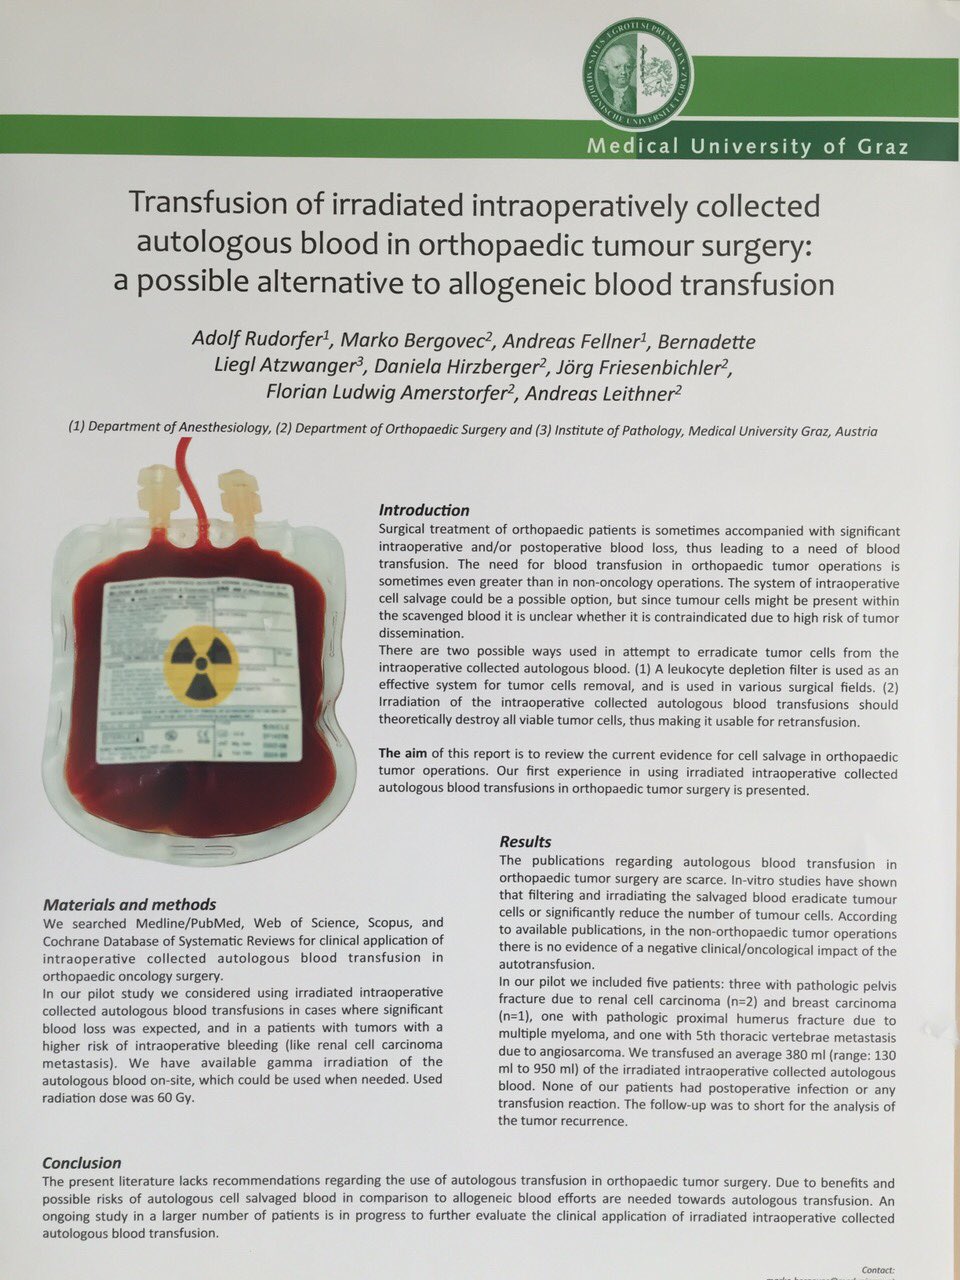 SALUS ÆGROTI SUPREMA LEX
MEDIZINISCHE UNIVERSITÄT GRAZ
Medical University of Graz
Transfusion of irradiated intraoperatively collected
autologous blood in orthopaedic tumour surgery:
a possible alternative to allogeneic blood transfusion
Adolf Rudorfer¹, Marko Bergovec², Andreas Fellner¹, Bernadette
Liegl Atzwanger³, Daniela Hirzberger², Jörg Friesenbichler²,
Florian Ludwig Amerstorfer², Andreas Leithner²
(1) Department of Anesthesiology, (2) Department of Orthopaedic Surgery and (3) Institute of Pathology, Medical University Graz, Austria
Introduction
Surgical treatment of orthopaedic patients is sometimes accompanied with significant
intraoperative and/or postoperative blood loss, thus leading to a need of blood
transfusion. The need for blood transfusion in orthopaedic tumor operations is
sometimes even greater than in non-oncology operations. The system of intraoperative
cell salvage could be a possible option, but since tumour cells might be present within
the scavenged blood it is unclear whether it is contraindicated due to high risk of tumor
dissemination.
There are two possible ways used in attempt to erradicate tumor cells from the
intraoperative collected autologous blood. (1) A leukocyte depletion filter is used as an
effective system for tumor cells removal, and is used in various surgical fields. (2)
Irradiation of the intraoperative collected autologous blood transfusions should
theoretically destroy all viable tumor cells, thus making it usable for retransfusion.
The aim of this report is to review the current evidence for cell salvage in orthopaedic
tumor operations. Our first experience in using irradiated intraoperative collected
autologous blood transfusions in orthopaedic tumor surgery is presented.
Materials and methods
We searched Medline/PubMed, Web of Science, Scopus, and
Cochrane Database of Systematic Reviews for clinical application of
intraoperative collected autologous blood transfusion in
orthopaedic oncology surgery.
In our pilot study we considered using irradiated intraoperative
collected autologous blood transfusions in cases where significant
blood loss was expected, and in a patients with tumors with a
higher risk of intraoperative bleeding (like renal cell carcinoma
metastasis). We have available gamma irradiation of the
autologous blood on-site, which could be used when needed. Used
radiation dose was 60 Gy.
Results
The publications regarding autologous blood transfusion in
orthopaedic tumor surgery are scarce. In-vitro studies have shown
that filtering and irradiating the salvaged blood eradicate tumour
cells or significantly reduce the number of tumour cells. According
to available publications, in the non-orthopaedic tumor operations
there is no evidence of a negative clinical/oncological impact of the
autotransfusion.
In our pilot we included five patients: three with pathologic pelvis
fracture due to renal cell carcinoma (n=2) and breast carcinoma
(n=1), one with pathologic proximal humerus fracture due to
multiple myeloma, and one with 5th thoracic vertebrae metastasis
due to angiosarcoma. We transfused an average 380 ml (range: 130
ml to 950 ml) of the irradiated intraoperative collected autologous
blood. None of our patients had postoperative infection or any
transfusion reaction. The follow-up was to short for the analysis of
the tumor recurrence.
Conclusion
The present literature lacks recommendations regarding the use of autologous transfusion in orthopaedic tumor surgery. Due to benefits and
possible risks of autologous cell salvaged blood in comparison to allogeneic blood efforts are needed towards autologous transfusion. An
ongoing study in a larger number of patients is in progress to further evaluate the clinical application of irradiated intraoperative collected
autologous blood transfusion.
Contact: